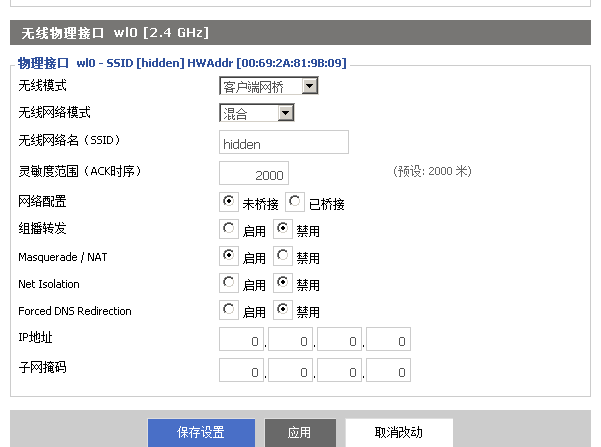 无线物理接口 wl0 [2.4 GHz]
物理接口 wl0 - SSID [hidden] HWAddr [00:69:2A:81:9B:09]
无线模式 客户端网桥
无线网络模式 混合
无线网络名（SSID） hidden
灵敏度范围（ACK时序） 2000 (预设: 2000 米)
网络配置 未桥接 已桥接
组播转发 启用 禁用
Masquerade / NAT 启用 禁用
Net Isolation 启用 禁用
Forced DNS Redirection 启用 禁用
IP地址 0.0.0.0
子网掩码 0.0.0.0
保存设置 应用 取消改动